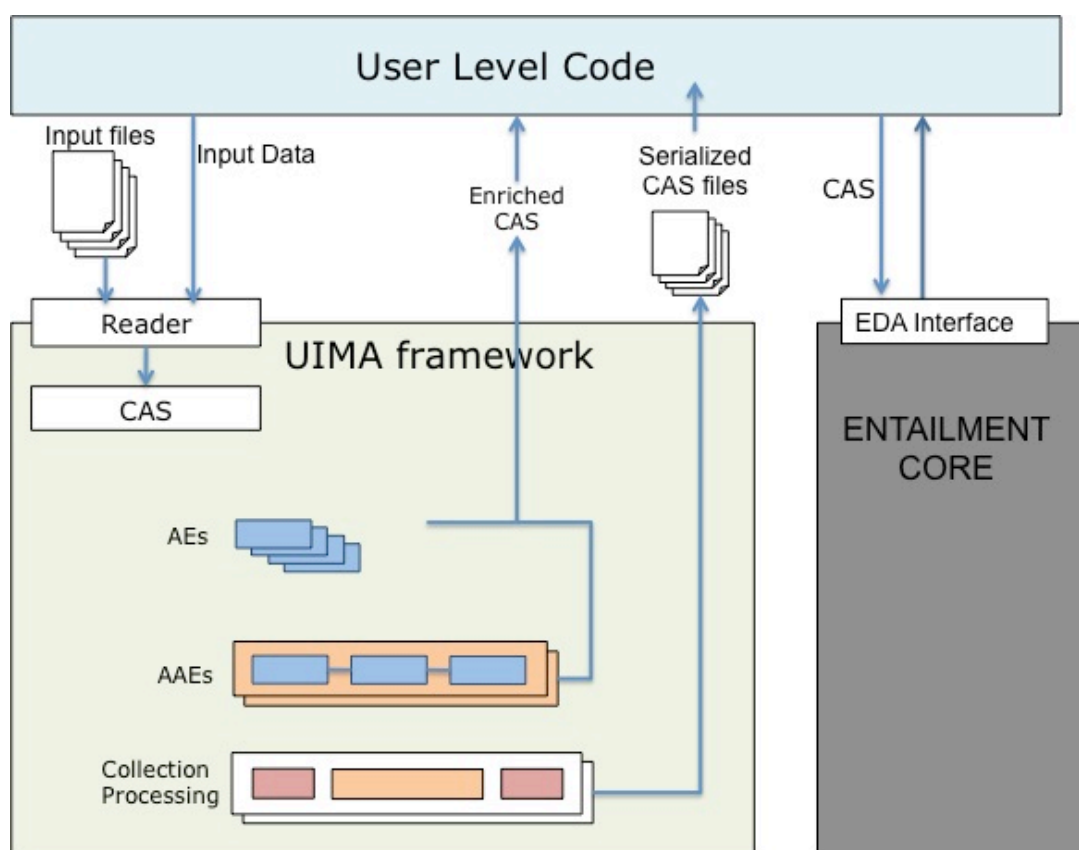 User Level Code
Input files
Input Data
Enriched
CAS
Serialized
CAS files
CAS
Reader
EDA Interface
UIMA framework
CAS
ENTAILMENT
CORE
AEs
AAEs
Collection
Processing